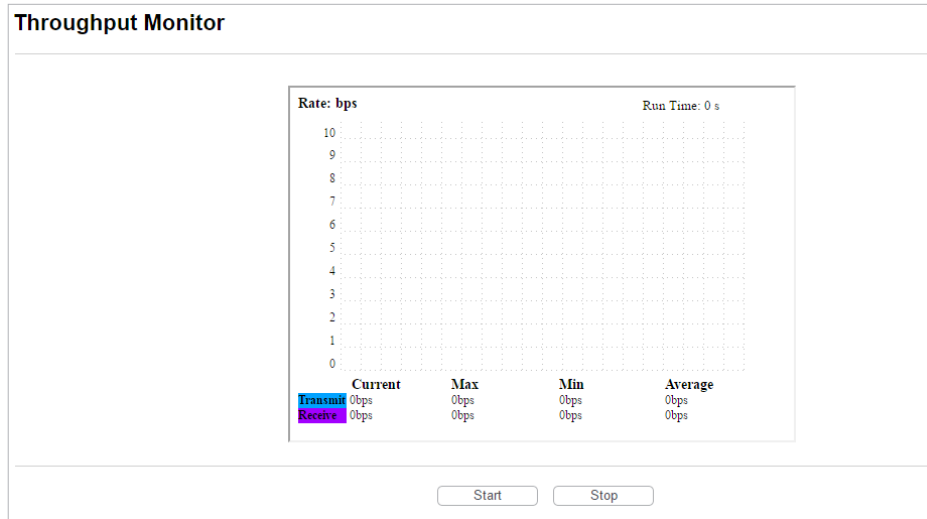 Throughput Monitor
Rate: bps Run Time: 0 s
10
9
8
7
6
5
4
3
2
1
0
Current Max Min Average
Transmit 0bps 0bps 0bps 0bps
Receive 0bps 0bps 0bps 0bps
Start Stop